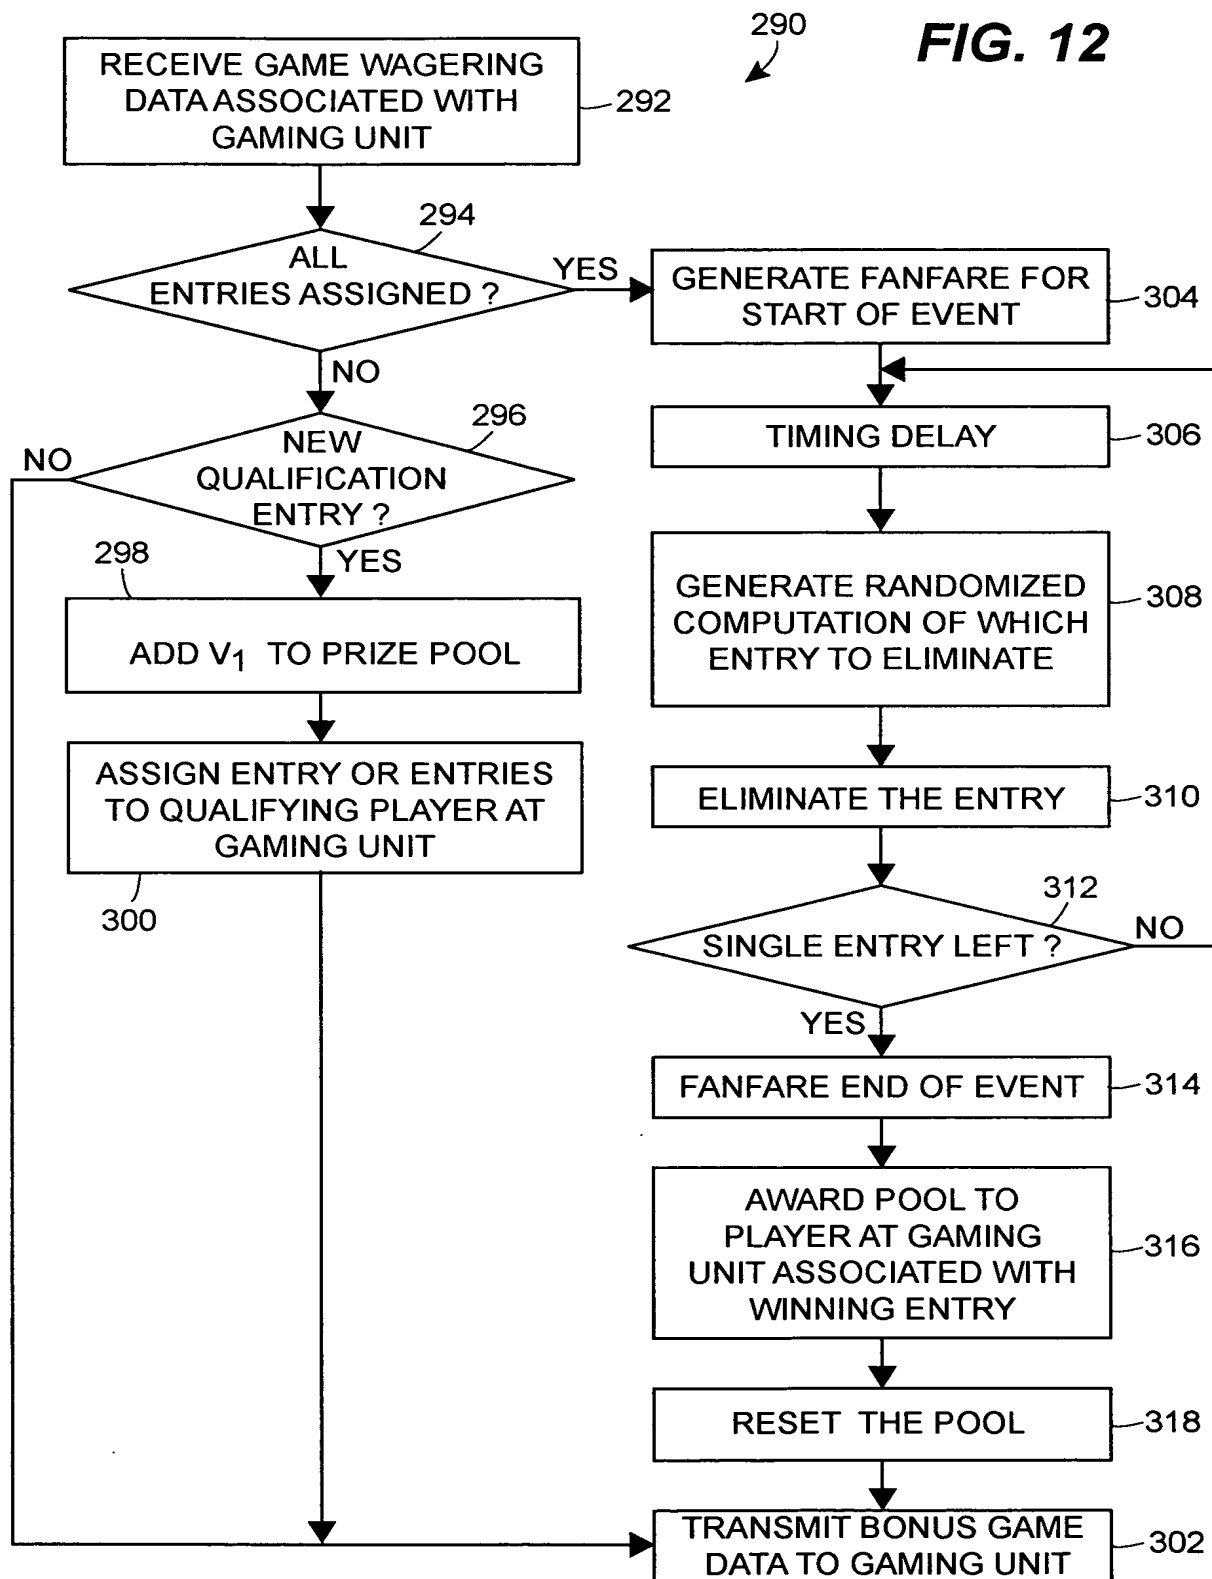 290
FIG. 12
RECEIVE GAME WAGERING
DATA ASSOCIATED WITH
GAMING UNIT
292
294
ALL
ENTRIES ASSIGNED ?
YES
NO
GENERATE FANFARE FOR
START OF EVENT
304
296
NEW
QUALIFICATION
ENTRY ?
NO
YES
TIMING DELAY
306
298
ADD V1 TO PRIZE POOL
GENERATE RANDOMIZED
COMPUTATION OF WHICH
ENTRY TO ELIMINATE
308
ASSIGN ENTRY OR ENTRIES
TO QUALIFYING PLAYER AT
GAMING UNIT
300
ELIMINATE THE ENTRY
310
312
SINGLE ENTRY LEFT ?
NO
YES
FANFARE END OF EVENT
314
AWARD POOL TO
PLAYER AT GAMING
UNIT ASSOCIATED WITH
WINNING ENTRY
316
RESET THE POOL
318
TRANSMIT BONUS GAME
DATA TO GAMING UNIT
302